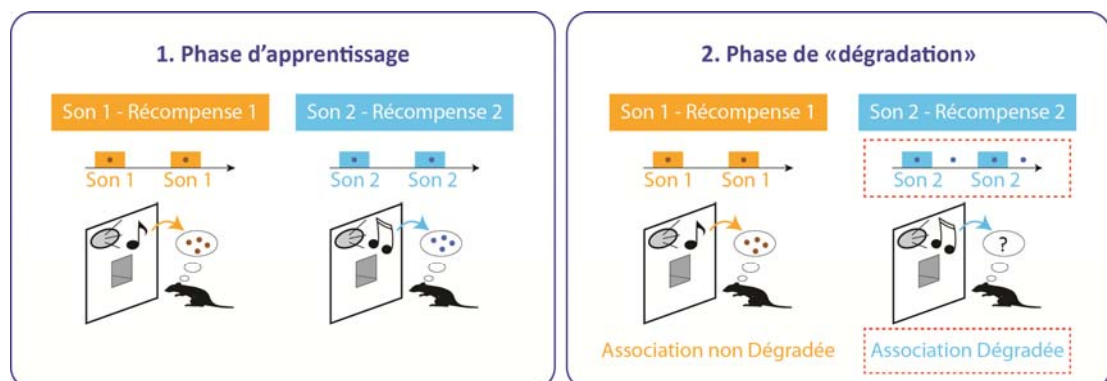 1. Phase d'apprentissage
Son 1 - Récompense 1
Son 2 - Récompense 2
Son 1
Son 1
Son 2
Son 2
2. Phase de «dégradation»
Son 1 - Récompense 1
Son 2 - Récompense 2
Son 1
Son 1
Son 2
Son 2
?
Association non Dégradée
Association Dégradée